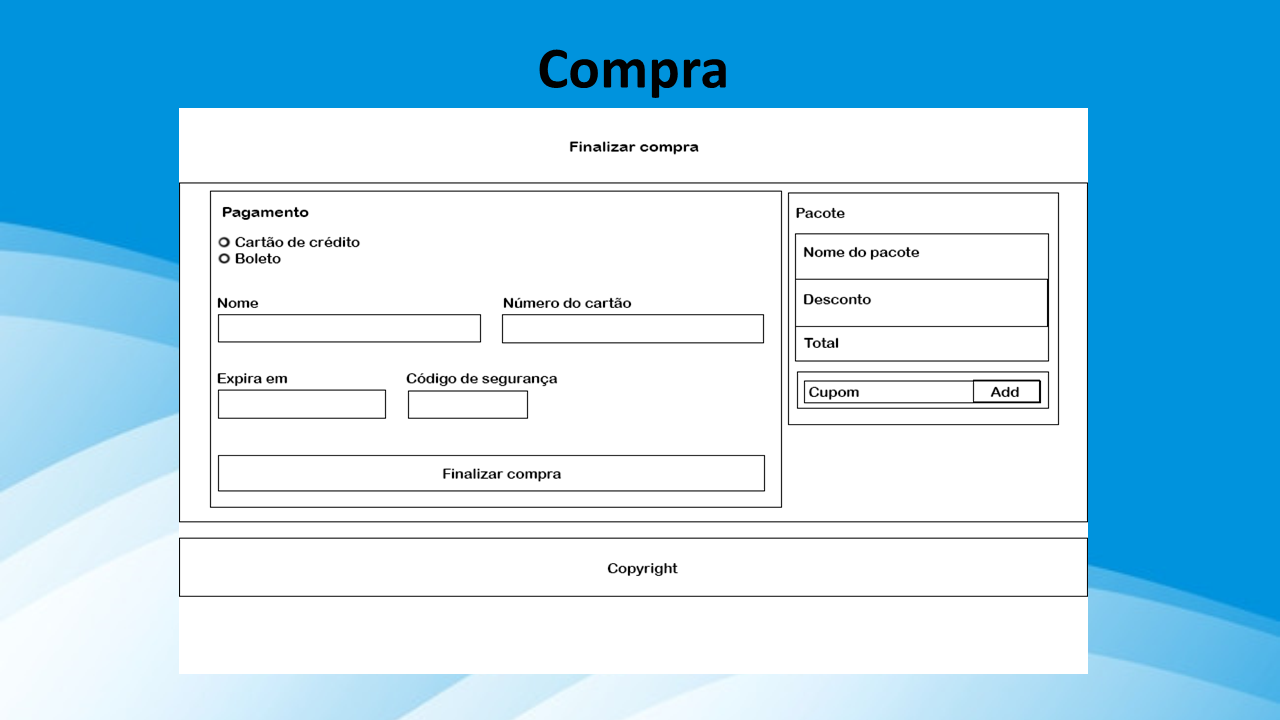 Compra
Finalizar compra
Pagamento
Cartão de crédito
Boleto
Nome
Número do cartão
Expira em
Código de segurança
Finalizar compra
Pacote
Nome do pacote
Desconto
Total
Cupom
Add
Copyright